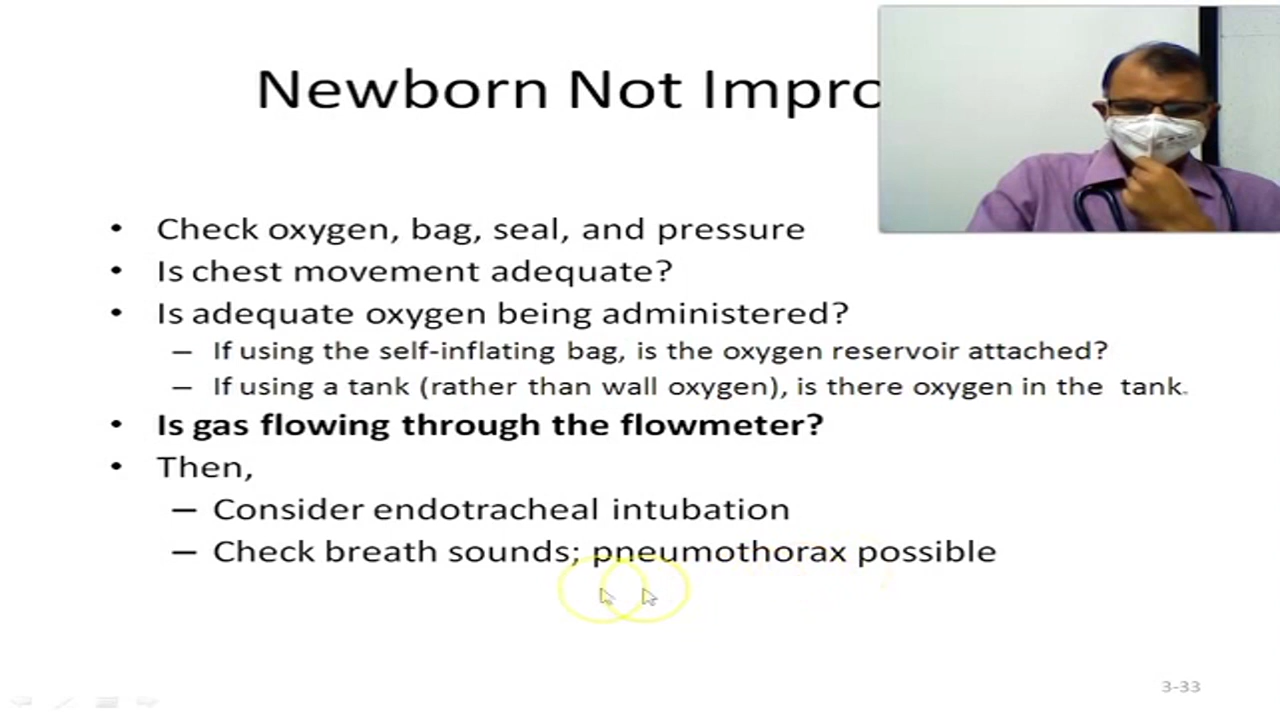 Newborn Not Impro
• Check oxygen, bag, seal, and pressure
• Is chest movement adequate?
• Is adequate oxygen being administered?
– If using the self-inflating bag, is the oxygen reservoir attached?
– If using a tank (rather than wall oxygen), is there oxygen in the tank.
• Is gas flowing through the flowmeter?
• Then,
– Consider endotracheal intubation
– Check breath sounds; pneumothorax possible
3-33